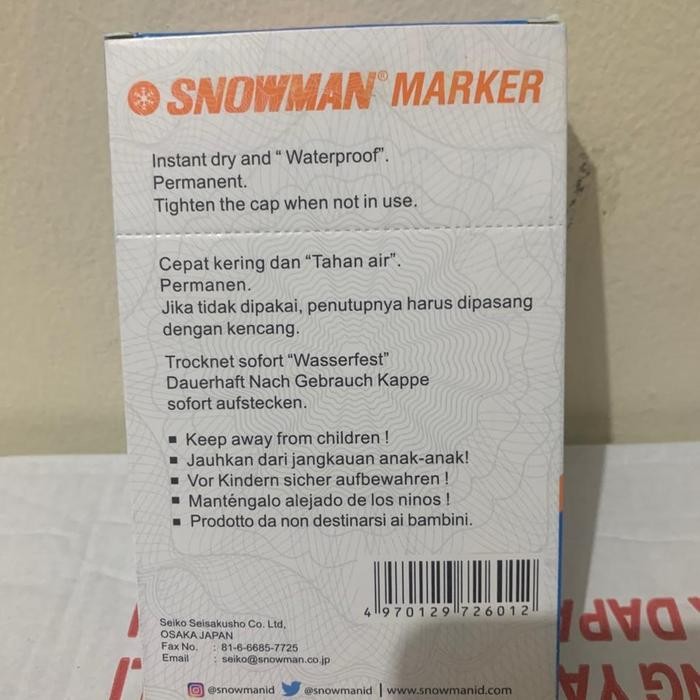 SNOWMAN® MARKER
Instant dry and “ Waterproof”.
Permanent.
Tighten the cap when not in use.
Cepat kering dan “Tahan air”.
Permanen.
Jika tidak dipakai, penutupnya harus dipasang
dengan kencang.
Trocknet sofort “Wasserfest”
Dauerhaft Nach Gebrauch Kappe
sofort aufstecken.
▪ Keep away from children !
▪ Jauhkan dari jangkauan anak-anak!
▪ Vor Kindern sicher aufbewahren !
▪ Manténgalo alejado de los ninos !
▪ Prodotto da non destinarsi ai bambini.
4 970129 726012
Seiko Seisakusho Co. Ltd,
OSAKA JAPAN
Fax No. : 81-6-6685-7725
Email : seiko@snowman.co.jp
@snowmanid @snowmanid | www.snowmanid.com